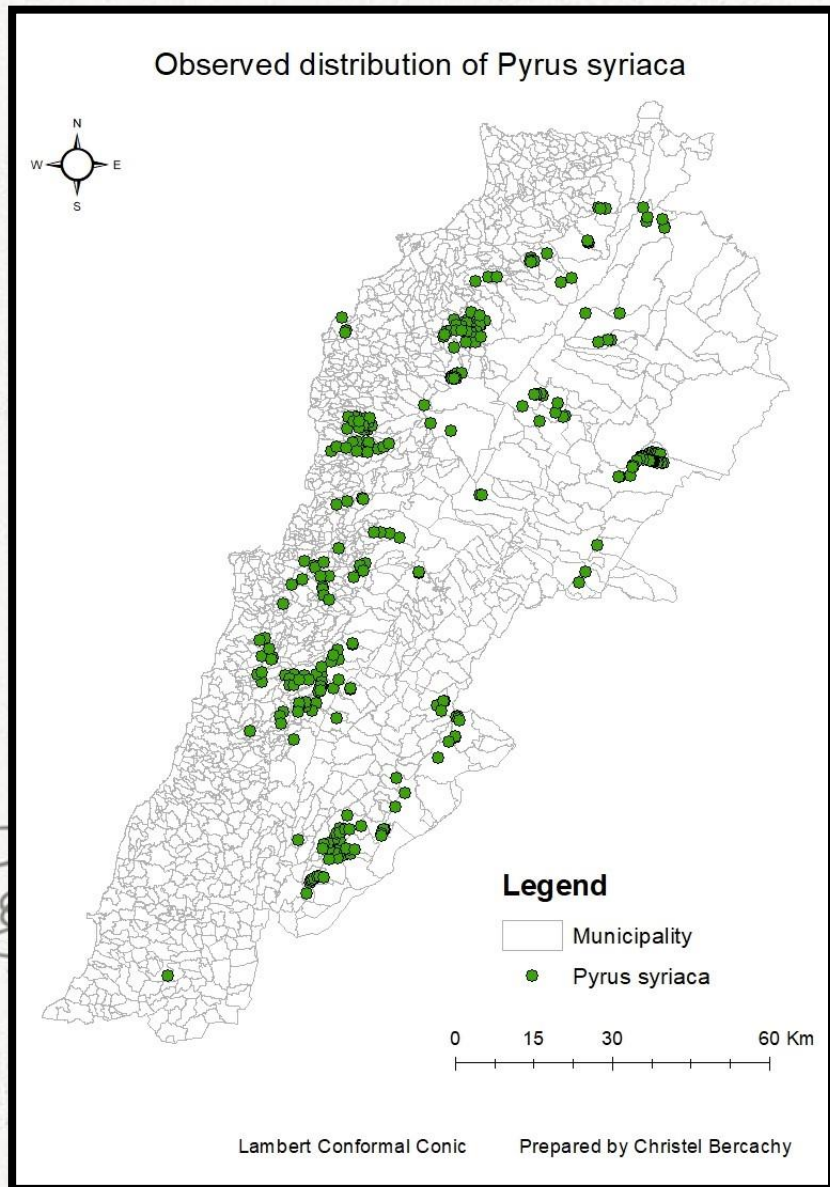 Observed distribution of Pyrus syriaca
N
W E
S
Legend
Municipality
Pyrus syriaca
0 15 30 60 Km
Lambert Conformal Conic Prepared by Christel Bercachy